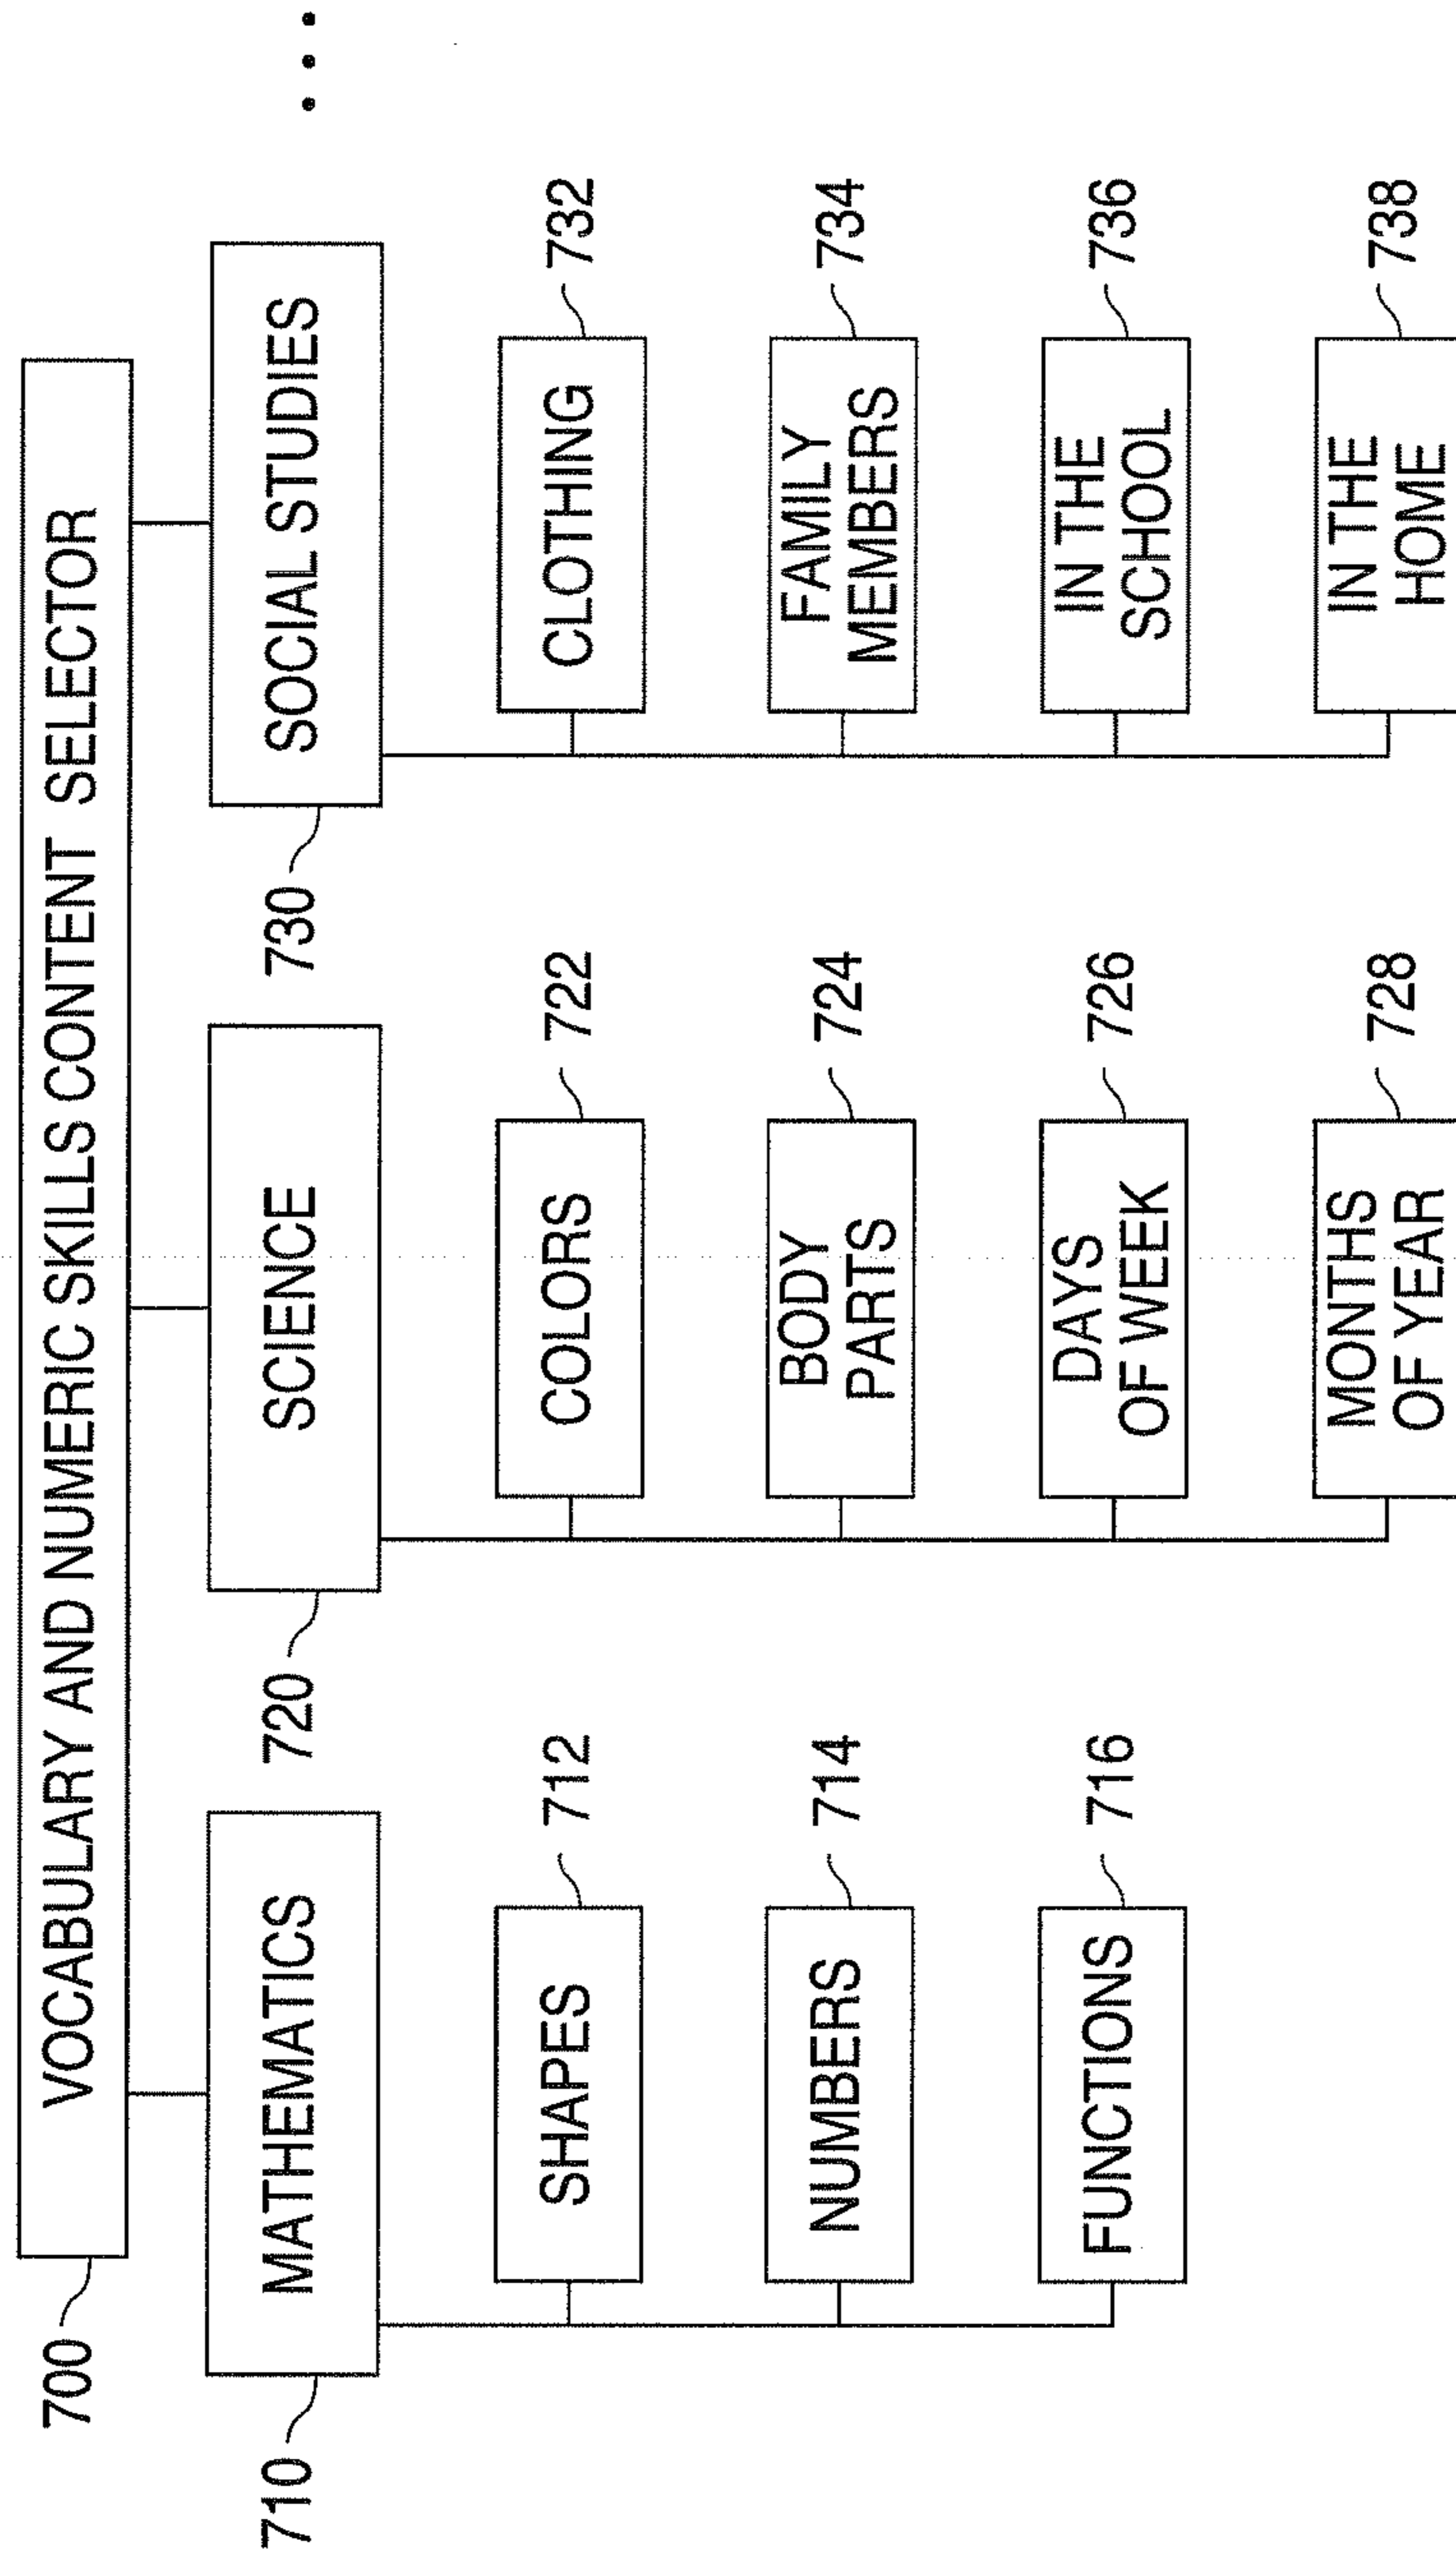 700
VOCABULARY AND NUMERIC SKILLS CONTENT SELECTOR
710
MATHEMATICS
720
SCIENCE
730
SOCIAL STUDIES
SHAPES
712
COLORS
722
CLOTHING
732
NUMBERS
714
BODY
PARTS
724
FAMILY
MEMBERS
734
FUNCTIONS
716
DAYS
OF WEEK
726
IN THE
SCHOOL
736
MONTHS
OF YEAR
728
IN THE
HOME
738